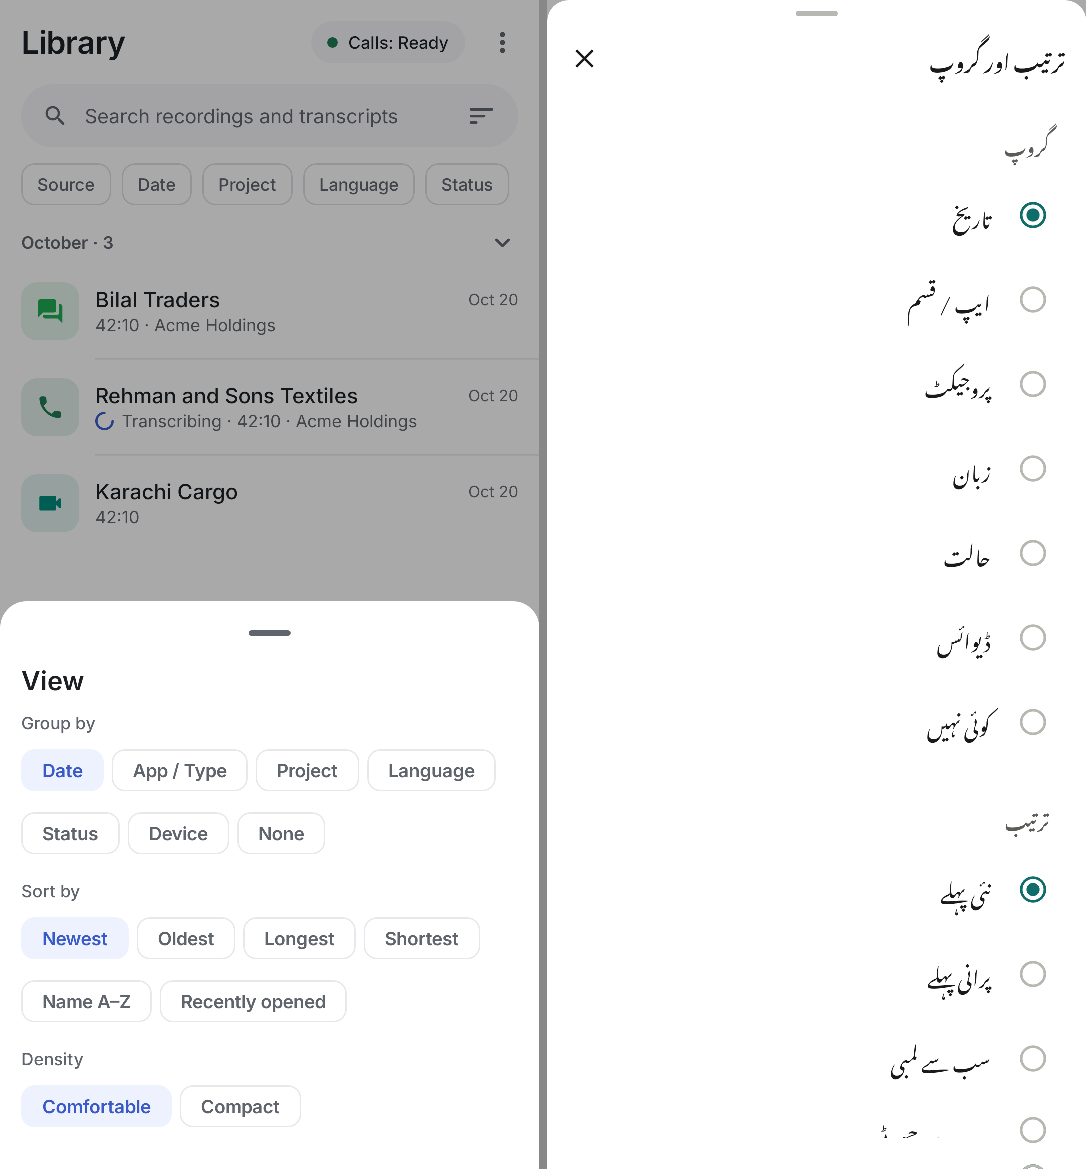 Library
Calls: Ready
Search recordings and transcripts
Source Date Project Language Status
October · 3
Bilal Traders Oct 20
42:10 · Acme Holdings
Rehman and Sons Textiles Oct 20
Transcribing · 42:10 · Acme Holdings
Karachi Cargo Oct 20
42:10
View
Group by
Date App / Type Project Language
Status Device None
Sort by
Newest Oldest Longest Shortest
Name A–Z Recently opened
Density
Comfortable Compact
ترتیب اور گروپ
گروپ
تاریخ
ایپ / قسم
پروجیکٹ
زبان
حالت
ڈیوائس
کوئی نہیں
ترتیب
نئی پہلے
پرانی پہلے
سب سے لمبی